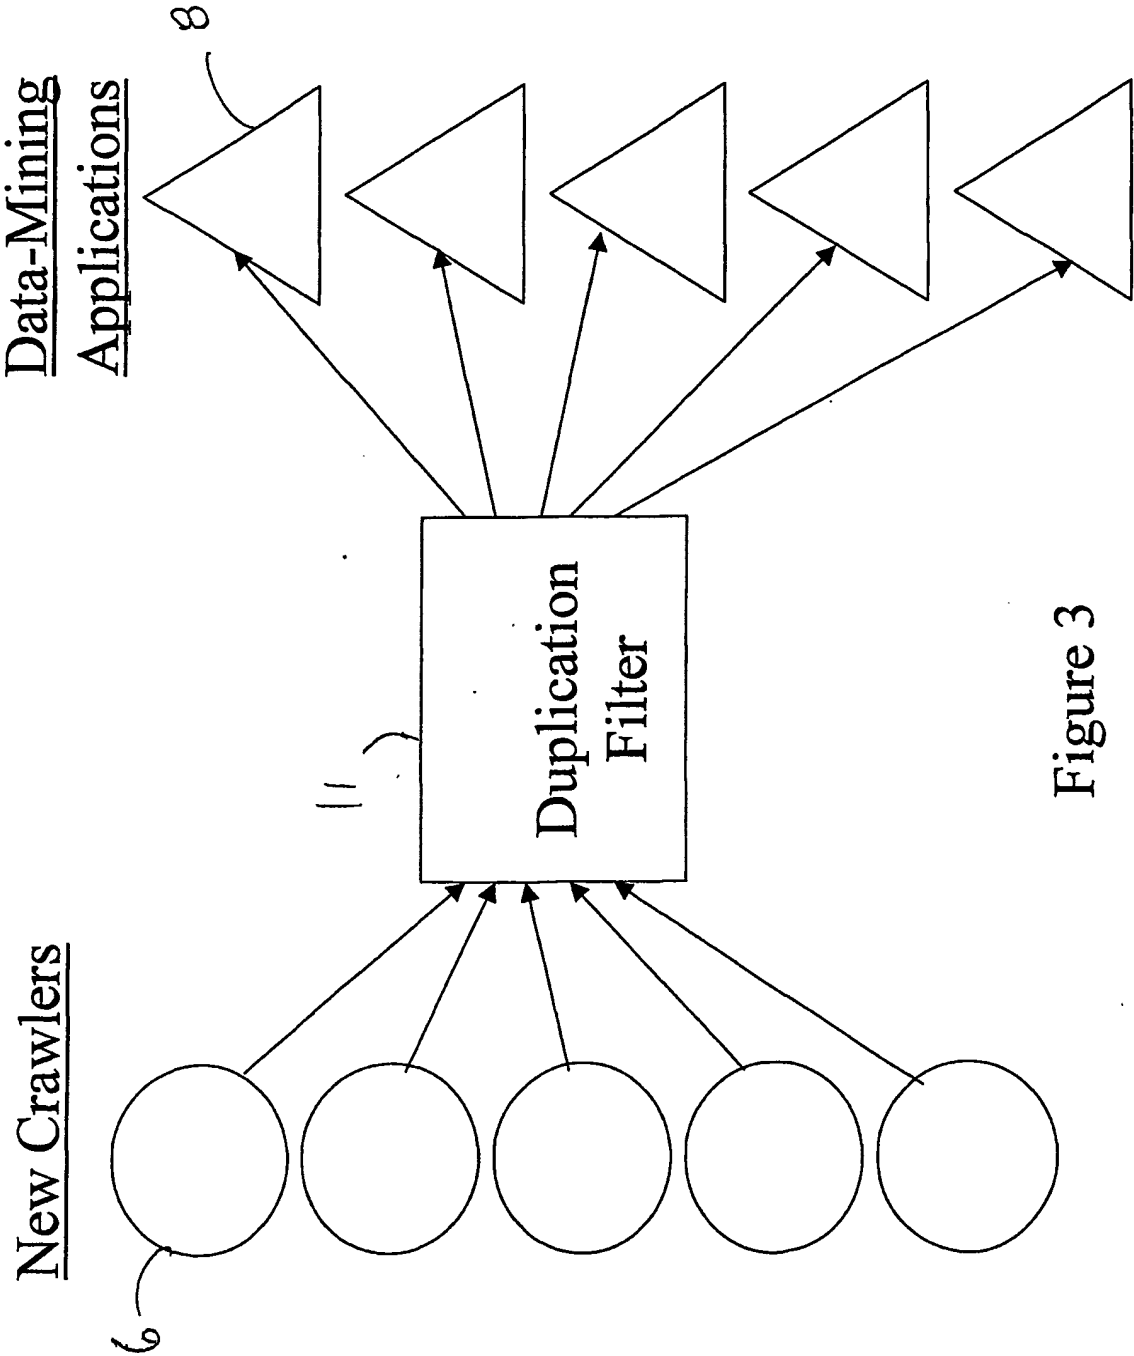 New Crawlers
Data-Mining
Applications
6
11
8
Duplication
Filter
Figure 3